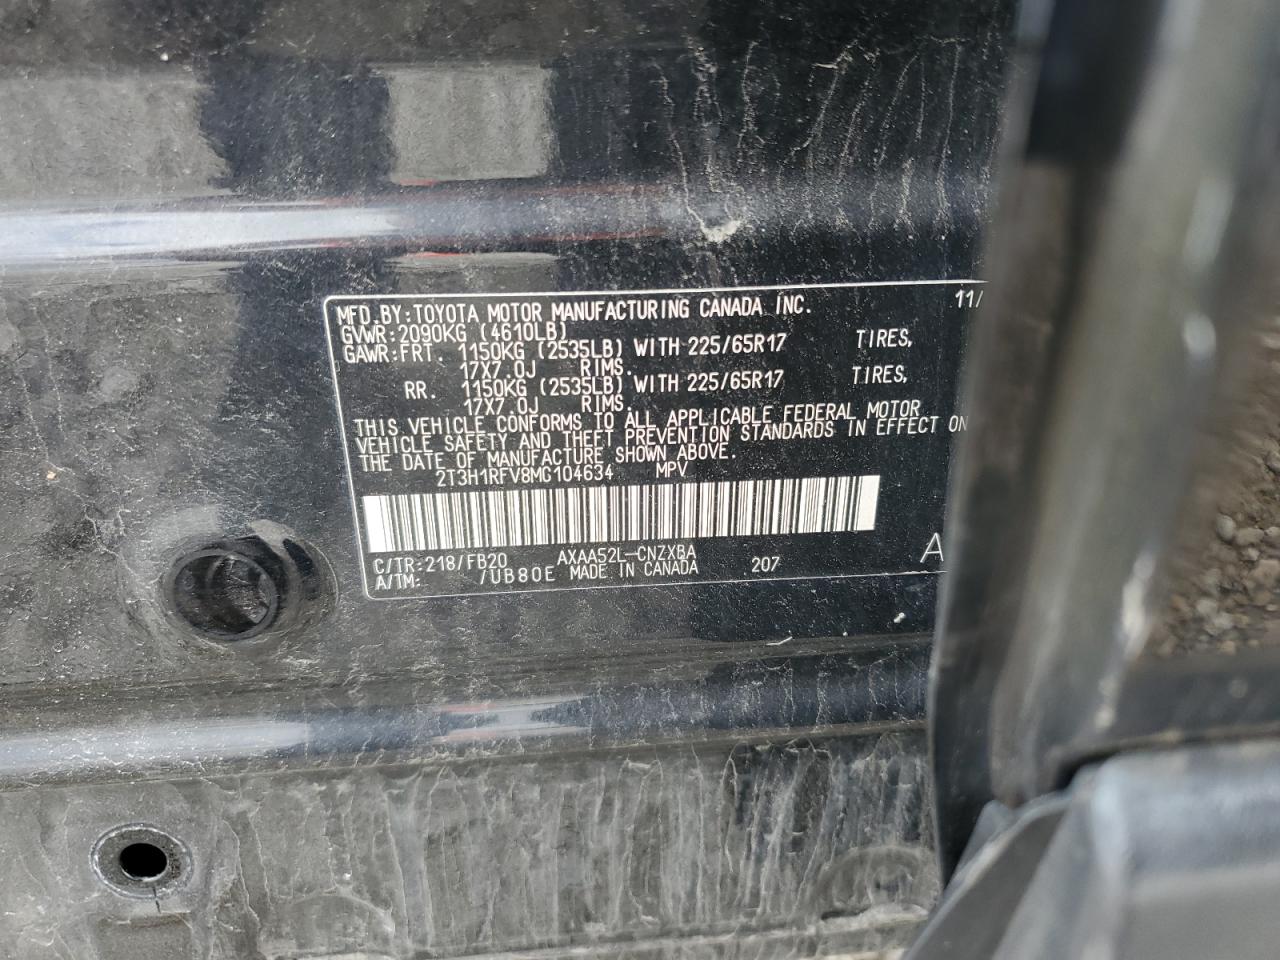 MFD.BY:TOYOTA MOTOR MANUFACTURING CANADA INC. 11/
GVWR:2090KG (4610LB)
GAWR:FRT. 1150KG (2535LB) WITH 225/65R17 TIRES,
17X7.0J RIMS.
RR. 1150KG (2535LB) WITH 225/65R17 TIRES,
17X7.0J RIMS.
THIS VEHICLE CONFORMS TO ALL APPLICABLE FEDERAL MOTOR
VEHICLE SAFETY AND THEFT PREVENTION STANDARDS IN EFFECT ON
THE DATE OF MANUFACTURE SHOWN ABOVE.
2T3H1RFV8MC104634 MPV
C/TR:218/FB20 AXAA52L-CNZXBA
A/TM: /UB80E MADE IN CANADA 207 A